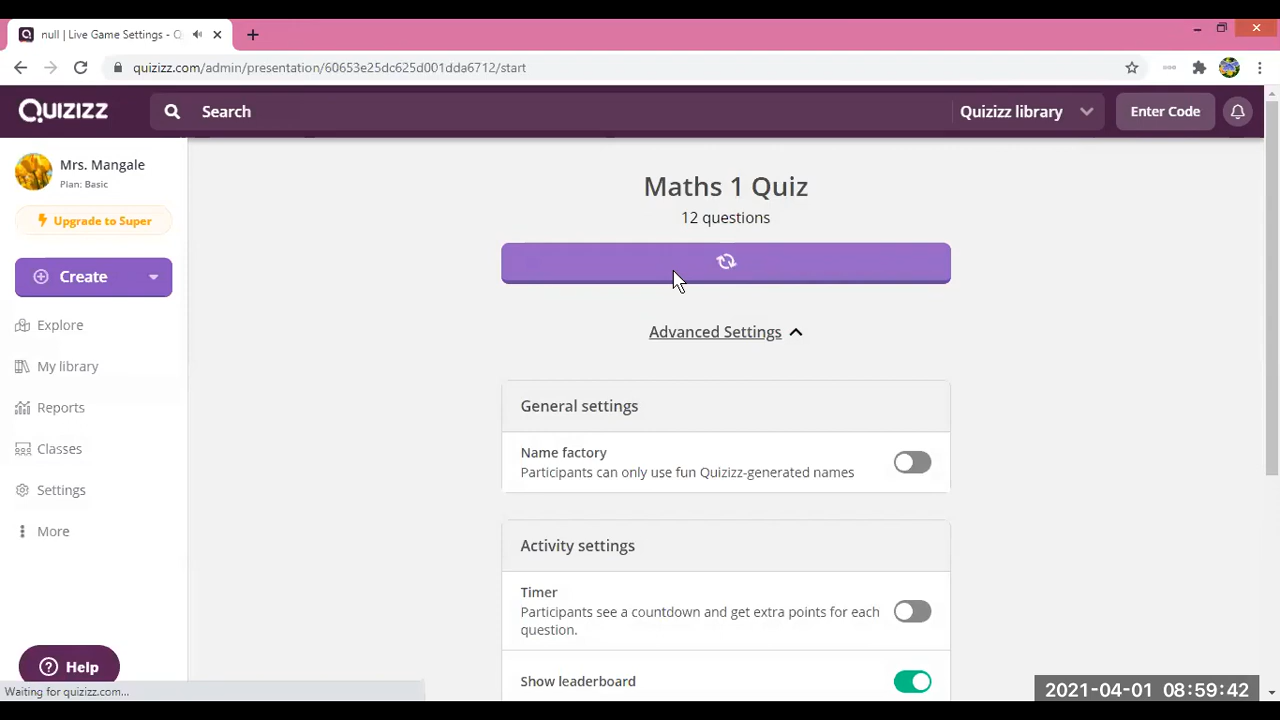 null | Live Game Settings - Q
quizizz.com/admin/presentation/60653e25dc625d001dda6712/start
QUIZIZZ
Search
Quizizz library
Enter Code
Mrs. Mangale
Plan: Basic
Upgrade to Super
Create
Explore
My library
Reports
Classes
Settings
More
Help
Maths 1 Quiz
12 questions
Advanced Settings
General settings
Name factory
Participants can only use fun Quizizz-generated names
Activity settings
Timer
Participants see a countdown and get extra points for each
question.
Show leaderboard
Waiting for quizizz.com...
2021-04-01 08:59:42